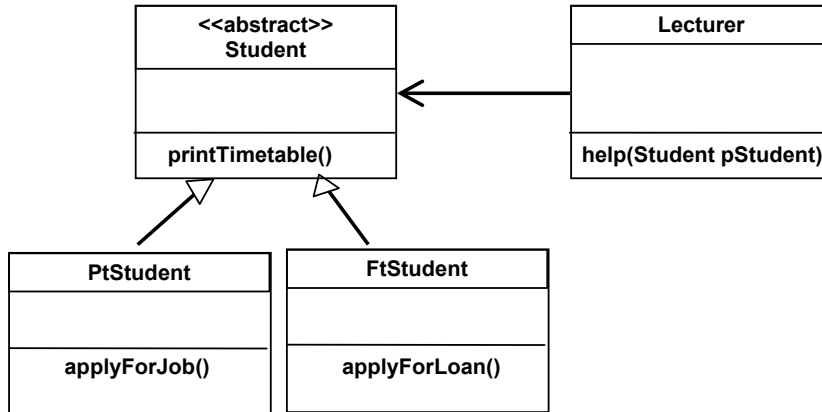 <<abstract>>
Student
printTimetable()
Lecturer
help(Student pStudent)
PtStudent
applyForJob()
FtStudent
applyForLoan()